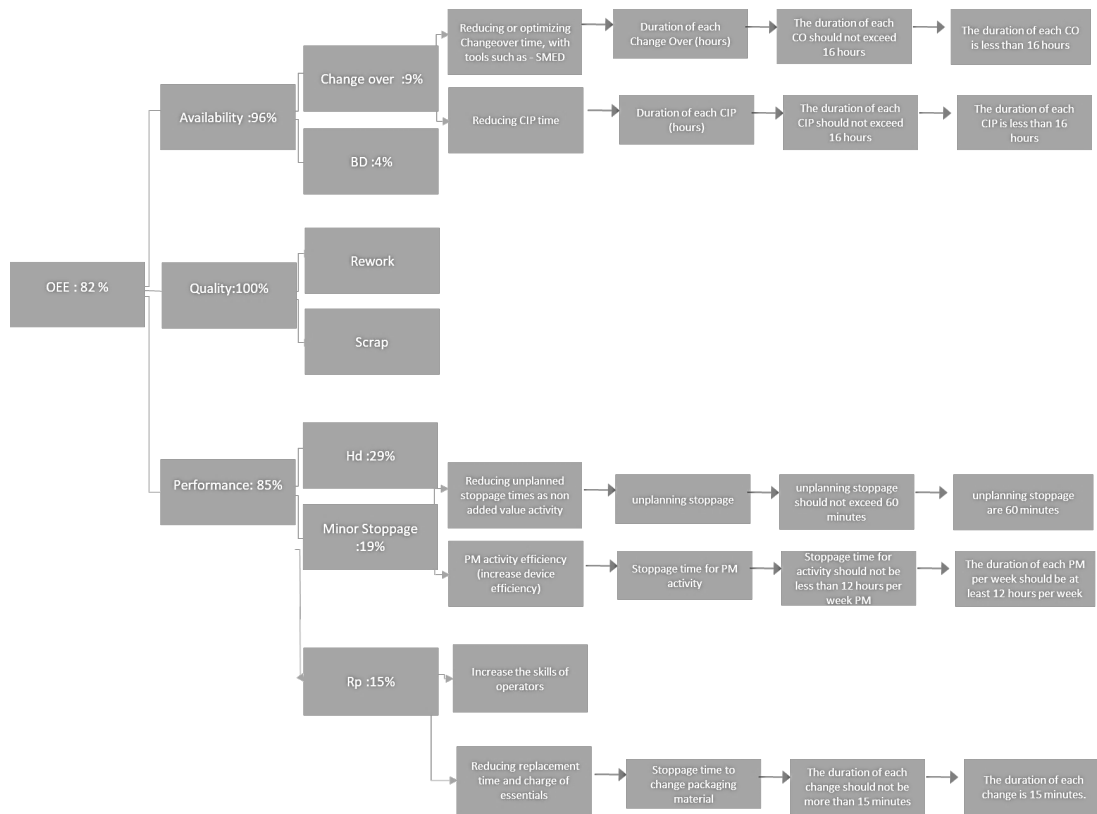 OEE : 82 %
Availability :96%
Change over :9%
Reducing or optimizing
Changeover time, with
tools such as - SMED
Duration of each
Change Over (hours)
The duration of each
CO should not exceed
16 hours
The duration of each CO
is less than 16 hours
Reducing CIP time
Duration of each CIP
(hours)
The duration of each
CIP should not exceed
16 hours
The duration of each
CIP is less than 16
hours
BD :4%
Quality:100%
Rework
Scrap
Performance: 85%
Hd :29%
Minor Stoppage
:19%
Reducing unplanned
stoppage times as non
added value activity
unplanning stoppage
unplanning stoppage
should not exceed 60
minutes
unplanning stoppage
are 60 minutes
PM activity efficiency
(increase device
efficiency)
Stoppage time for PM
activity
Stoppage time for
activity should not be
less than 12 hours per
week PM
The duration of each PM
per week should be at
least 12 hours per week
Rp :15%
Increase the skills of
operators
Reducing replacement
time and charge of
essentials
Stoppage time to
change packaging
material
The duration of each
change should not be
more than 15 minutes
The duration of each
change is 15 minutes.